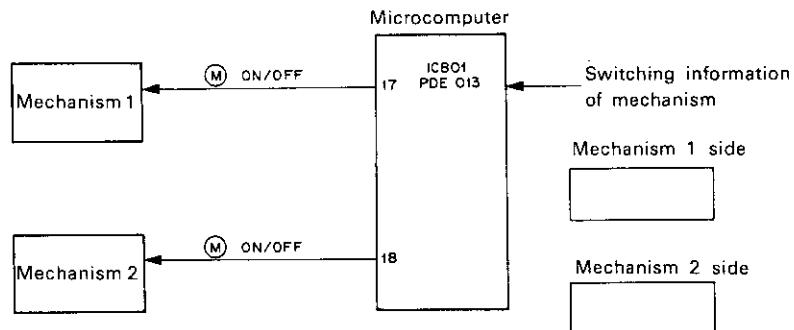 Microcomputer
ICBO1
PDE 013
Ⓜ ON/OFF
17
Mechanism 1
Switching information
of mechanism
Mechanism 1 side
Ⓜ ON/OFF
18
Mechanism 2
Mechanism 2 side